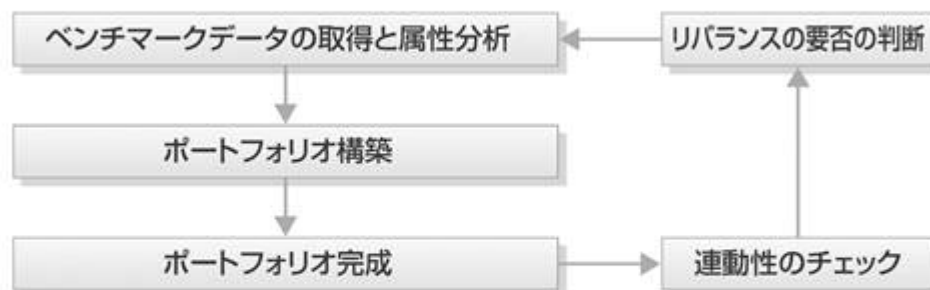 ベンチマークデータの取得と属性分析
リバランスの要否の判断
ポートフォリオ構築
ポートフォリオ完成
連動性のチェック